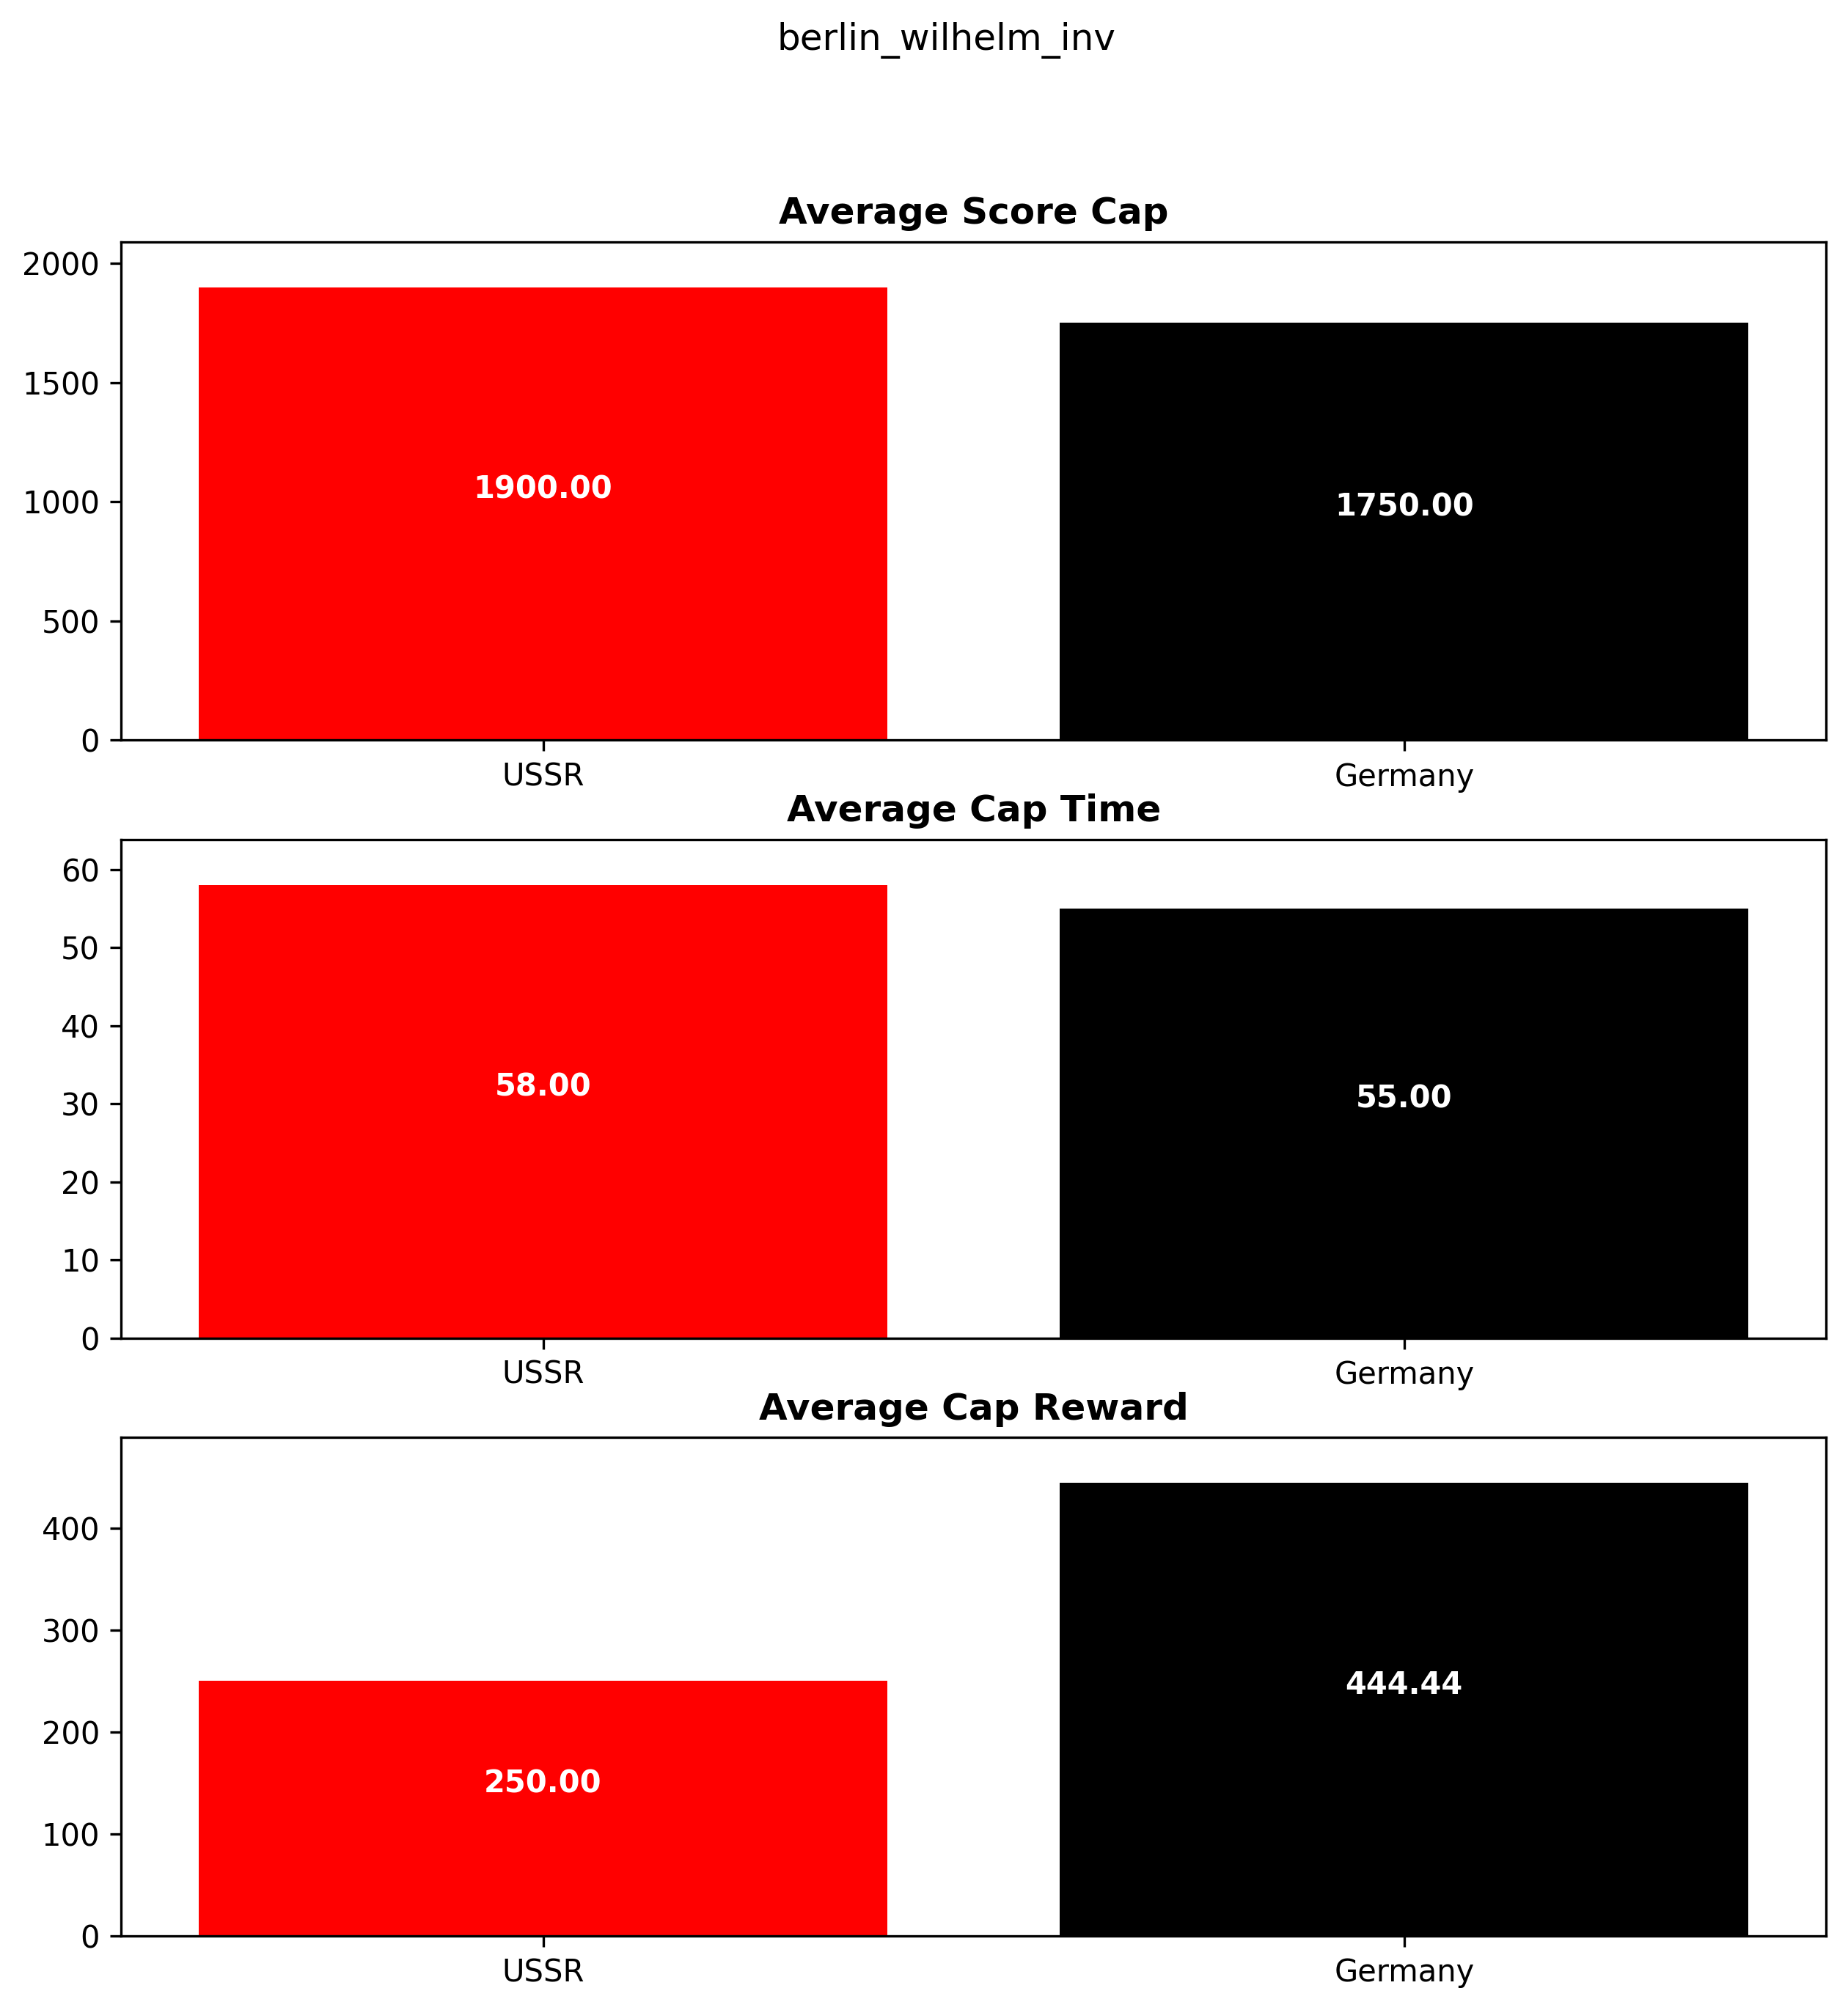 berlin_wilhelm_inv
Average Score Cap
2000
1500
1000
500
0
1900.00
1750.00
USSR
Germany
Average Cap Time
60
50
40
30
20
10
0
58.00
55.00
USSR
Germany
Average Cap Reward
400
300
200
100
0
250.00
444.44
USSR
Germany